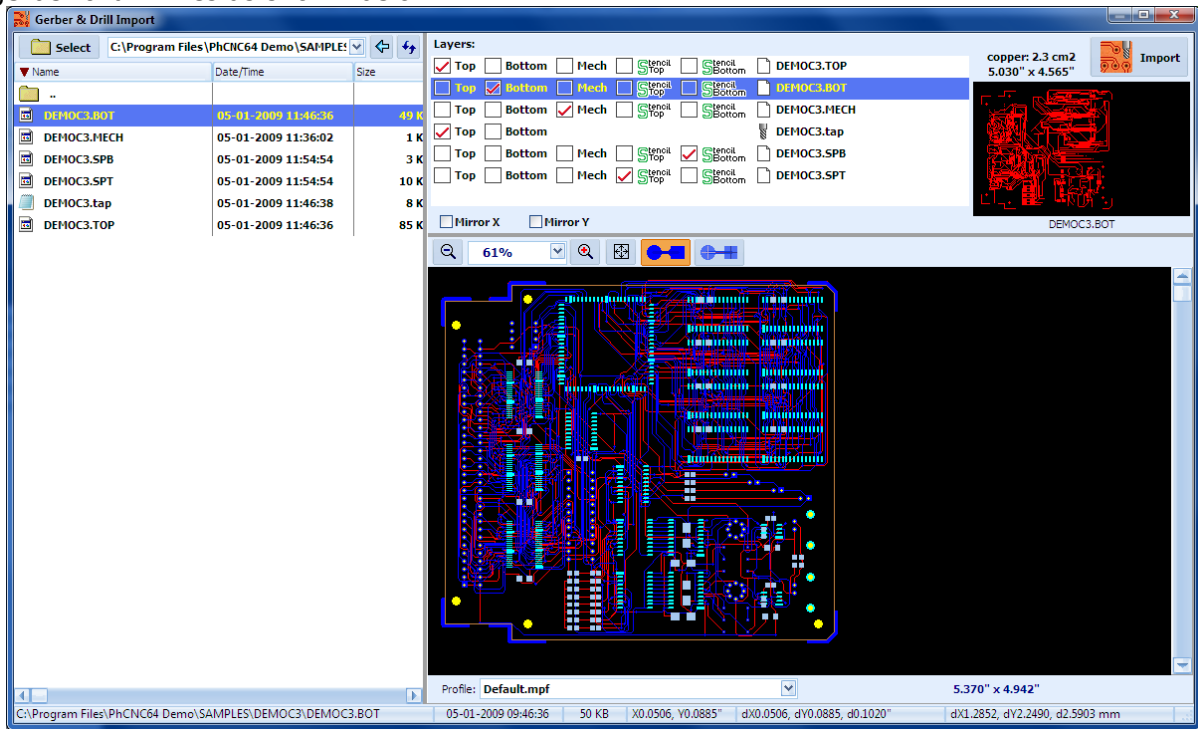 Gerber & Drill Import
Select C:\Program Files\PhCNC64 Demo\SAMPLES
Name Date/Time Size
..
DEMOC3.BOT 05-01-2009 11:46:36 49 K
DEMOC3.MECH 05-01-2009 11:36:02 1 K
DEMOC3.SPB 05-01-2009 11:54:54 3 K
DEMOC3.SPT 05-01-2009 11:54:54 10 K
DEMOC3.tap 05-01-2009 11:46:38 8 K
DEMOC3.TOP 05-01-2009 11:46:36 85 K
Layers:
Top Bottom Mech Stencil Top Stencil Bottom DEMOC3.TOP
Top Bottom Mech Stencil Top Stencil Bottom DEMOC3.BOT
Top Bottom Mech Stencil Top Stencil Bottom DEMOC3.MECH
Top Bottom DEMOC3.tap
Top Bottom Mech Stencil Top Stencil Bottom DEMOC3.SPB
Top Bottom Mech Stencil Top Stencil Bottom DEMOC3.SPT
Mirror X Mirror Y
copper: 2.3 cm2
5.030" x 4.565"
Import
DEMOC3.BOT
61%
Profile: Default.mpf 5.370" x 4.942"
C:\Program Files\PhCNC64 Demo\SAMPLES\DEMOC3\DEMOC3.BOT 05-01-2009 09:46:36 50 KB X0.0506, Y0.0885" dX0.0506, dY0.0885, d0.1020" dX1.2852, dY2.2490, d2.5903 mm